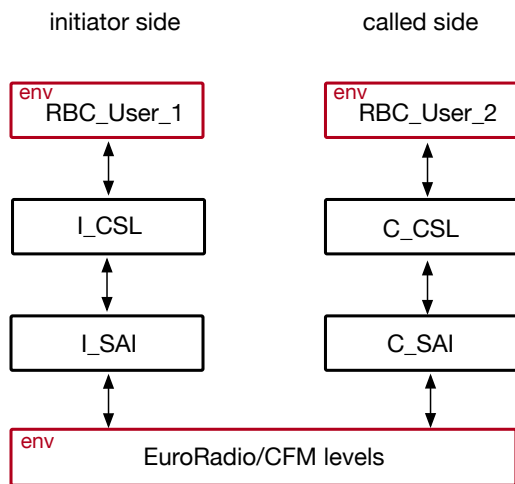 initiator side
called side
env
RBC_User_1
env
RBC_User_2
I_CSL
C_CSL
I_SAI
C_SAI
env
EuroRadio/CFM levels